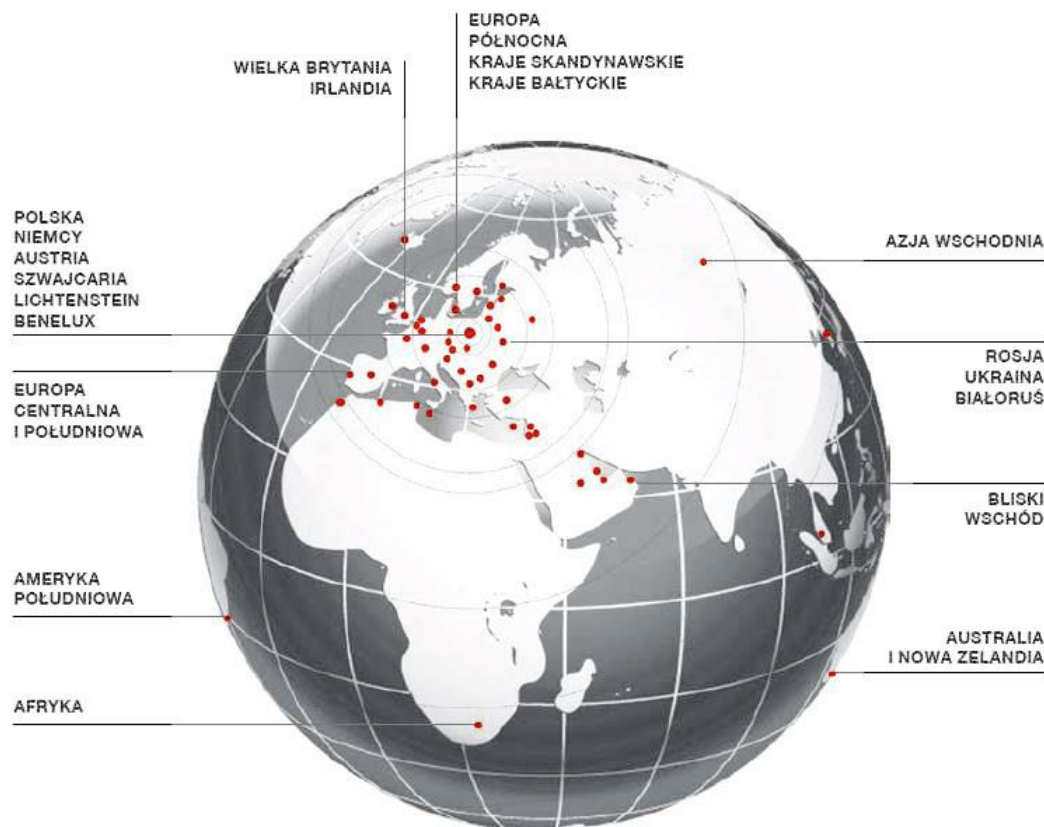 EUROPA
PÓŁNOCNA
KRAJE SKANDYNAWSKIE
KRAJE BAŁTYCKIE
WIELKA BRYTANIA
IRLANDIA
POLSKA
NIEMCY
AUSTRIA
SZWAJCARIA
LICHTENSTEIN
BENELUX
AZJA WSCHODNIA
EUROPA
CENTRALNA
I POŁUDNIOWA
ROSJA
UKRAINA
BIAŁORUŚ
BLISKI
WSCHÓD
AMERYKA
POŁUDNIOWA
AUSTRALIA
I NOWA ZELANDIA
AFRYKA